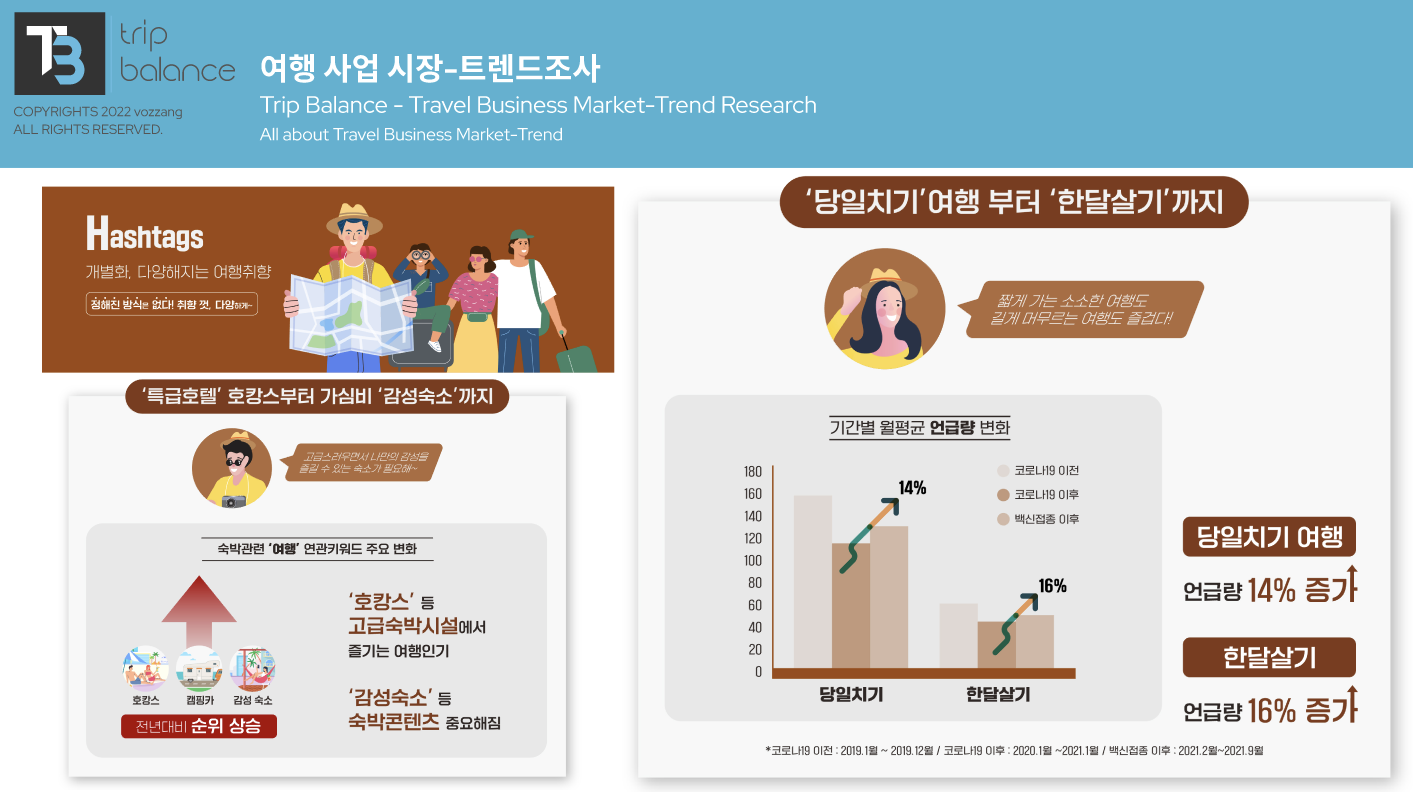 TB trip
balance
COPYRIGHTS 2022 vozzang
ALL RIGHTS RESERVED.
여행 사업 시장-트렌드조사
Trip Balance - Travel Business Market-Trend Research
All about Travel Business Market-Trend
Hashtags
개별화, 다양해지는 여행취향
정해진 방식은 없다! 취향 껏, 다양하게~
'특급호텔' 호캉스부터 가심비 '감성숙소'까지
고급스러우면서 나만의 감성을
즐길 수 있는 숙소가 필요해~
숙박관련 '여행' 연관키워드 주요 변화
호캉스 캠핑카 감성 숙소
전년대비 순위 상승
'호캉스' 등
고급숙박시설에서
즐기는 여행인기
'감성숙소' 등
숙박콘텐츠 중요해짐
'당일치기'여행 부터 '한달살기'까지
짧게 가는 소소한 여행도
길게 머무르는 여행도 즐겁다!
기간별 월평균 언급량 변화
180
160
140
120
100
80
60
40
20
0
14%
16%
코로나19 이전
코로나19 이후
백신접종 이후
당일치기 한달살기
당일치기 여행
언급량 14% 증가
한달살기
언급량 16% 증가
*코로나19 이전 : 2019.1월 ~ 2019.12월 / 코로나19 이후 : 2020.1월 ~2021.1월 / 백신접종 이후 : 2021.2월~2021.9월